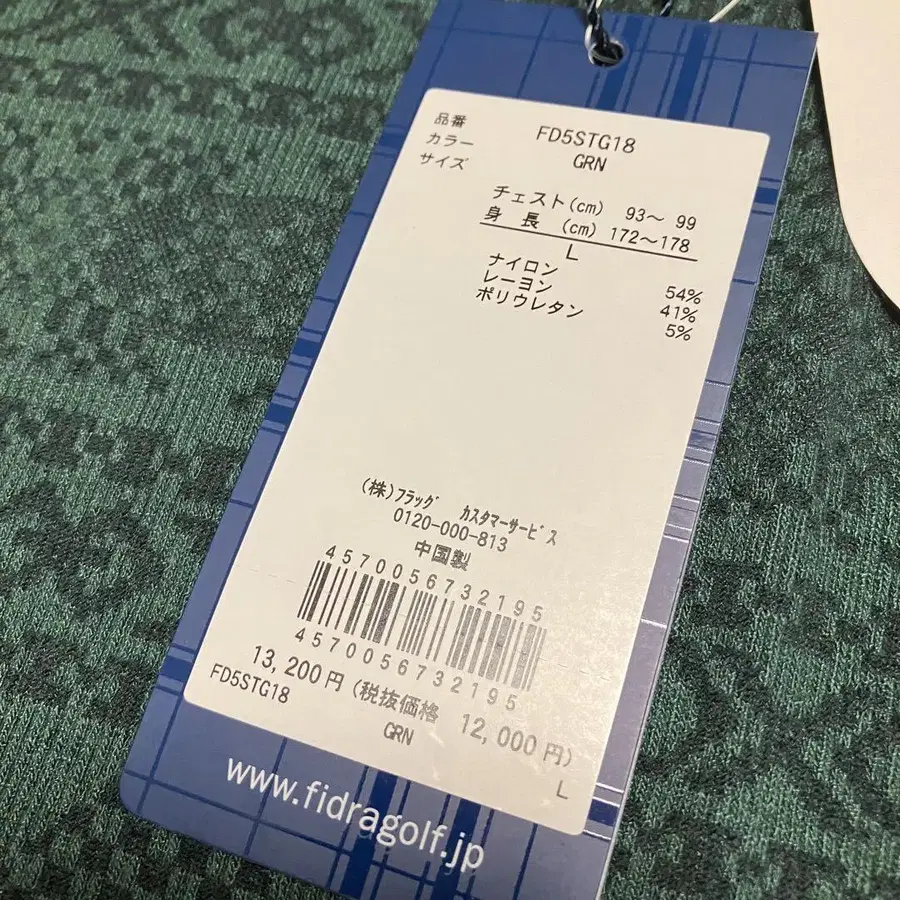 品番 FD5STG18
カラー GRN
サイズ
チェスト(cm) 93〜 99
身 長 (cm) 172〜178
L
ナイロン 54%
レーヨン 41%
ポリウレタン 5%
(株)フラッグ カスタマーサービス
0120-000-813
中国製
4570056732195
4570056732195
13,200円(税抜価格 12,000円)
FD5STG18 GRN L
www.fidragolf.jp